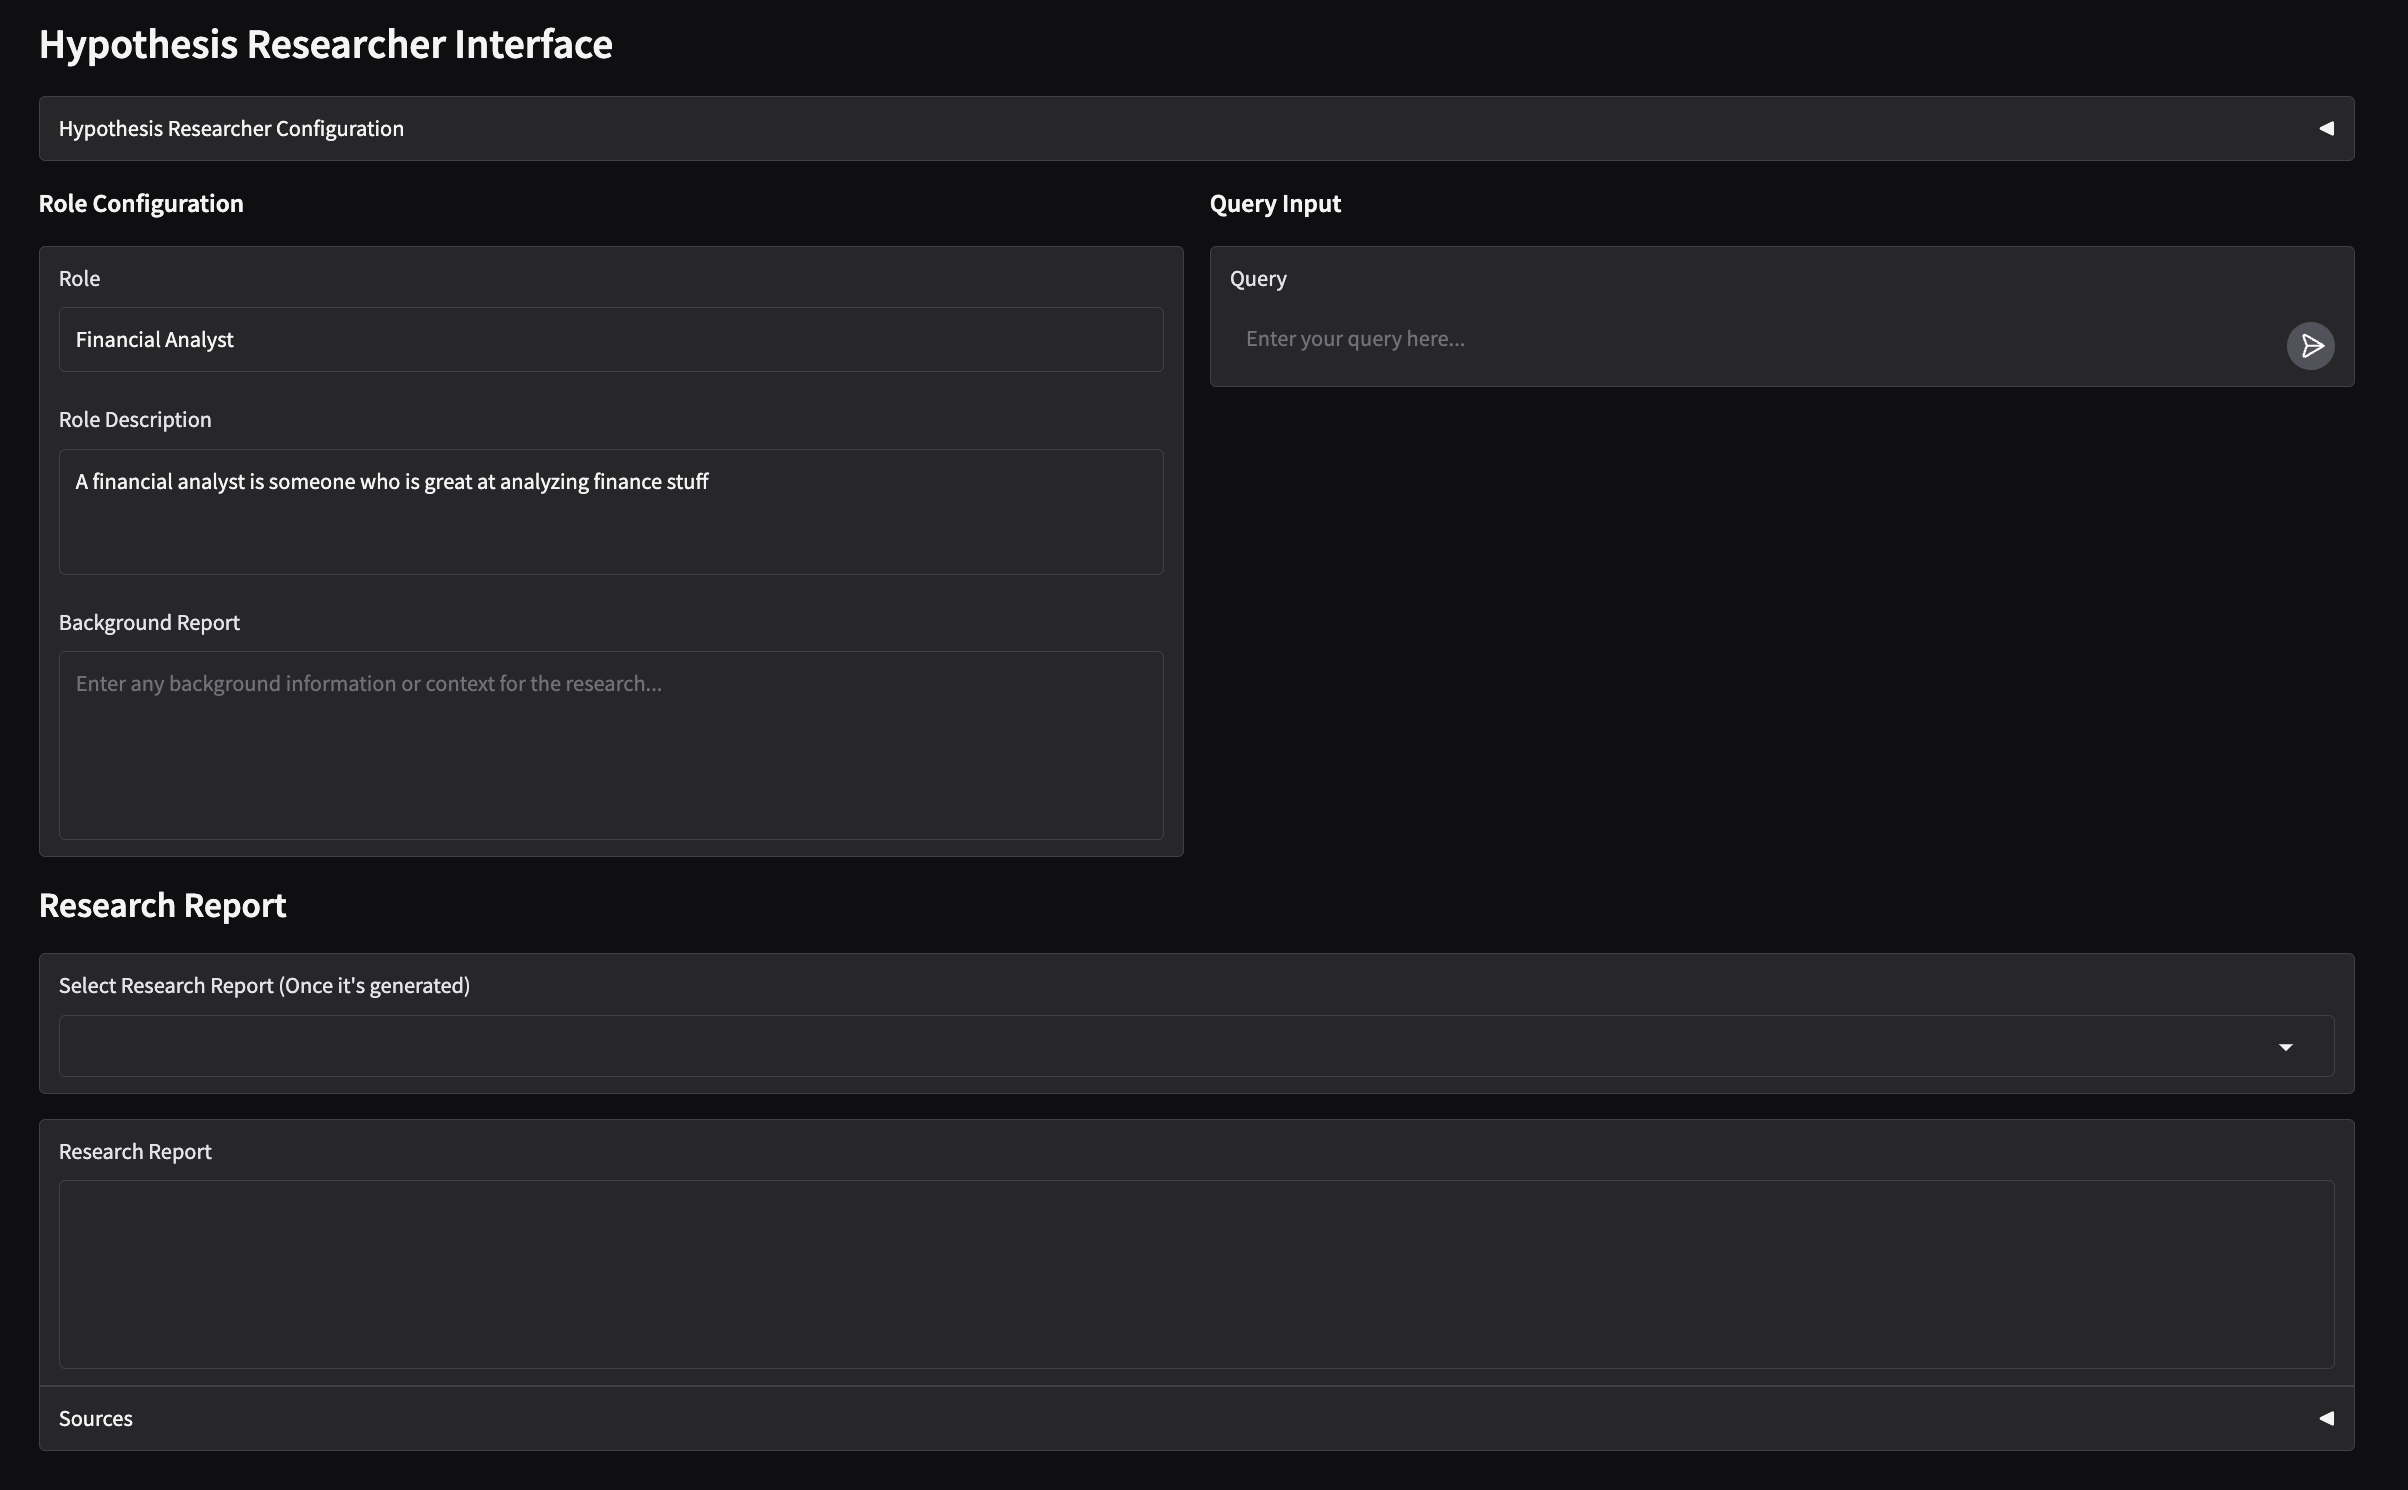 Hypothesis Researcher Interface
Hypothesis Researcher Configuration
Role Configuration
Role
Financial Analyst
Role Description
A financial analyst is someone who is great at analyzing finance stuff
Background Report
Enter any background information or context for the research...
Query Input
Query
Enter your query here...
Research Report
Select Research Report (Once it's generated)
Research Report
Sources